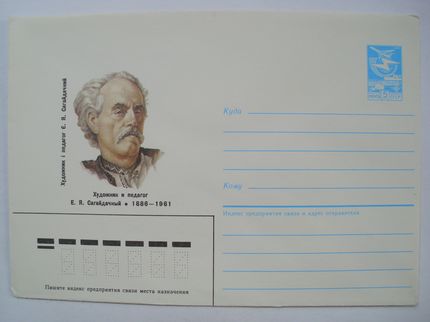 Художник і педагог Є. Я. Сагайдачний
Художник и педагог
Е. Я. Сагайдачный • 1886—1961
Куда
Кому
Индекс предприятия связи и адрес отправителя
Пишите индекс предприятия связи места назначения